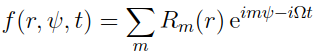 f(r, ψ, t) = ∑_m R_m(r) e^{imψ−iΩt}